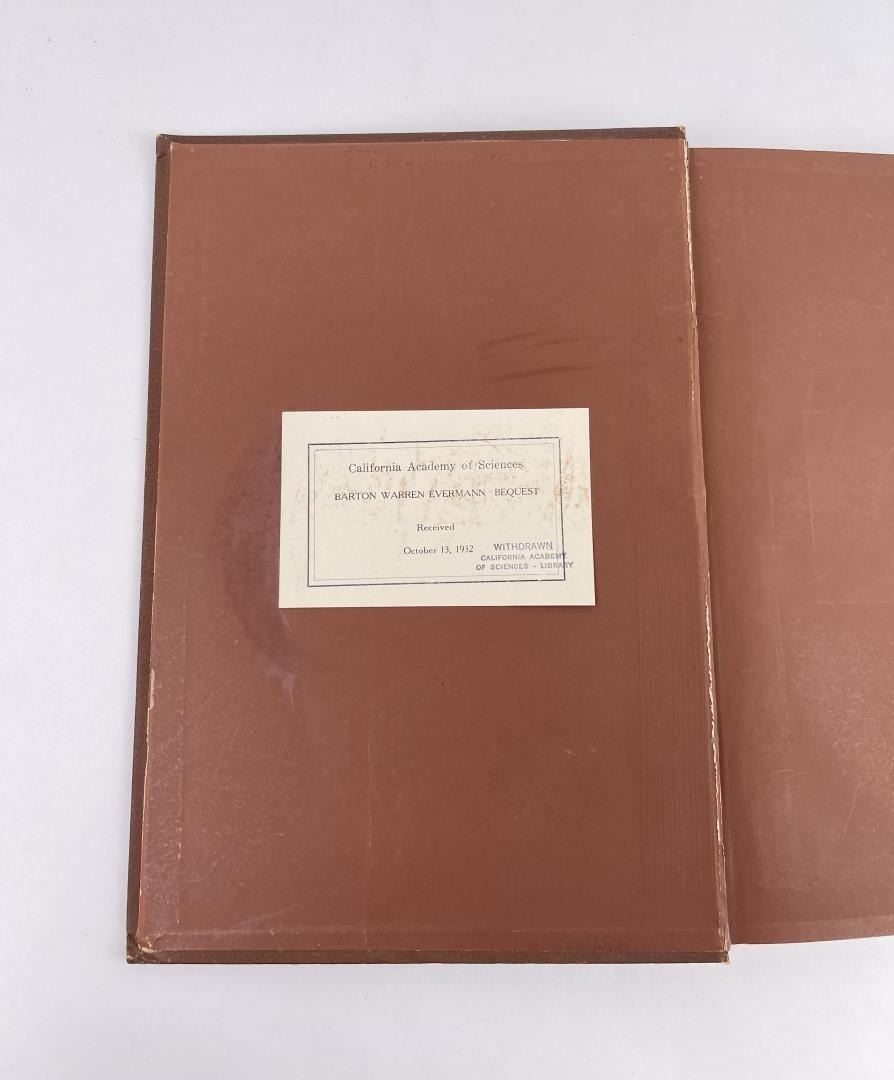 California Academy of Sciences
BARTON WARREN EVERMANN BEQUEST
Received
October 13, 1932
WITHDRAWN
CALIFORNIA ACADEMY
OF SCIENCES - LIBRARY